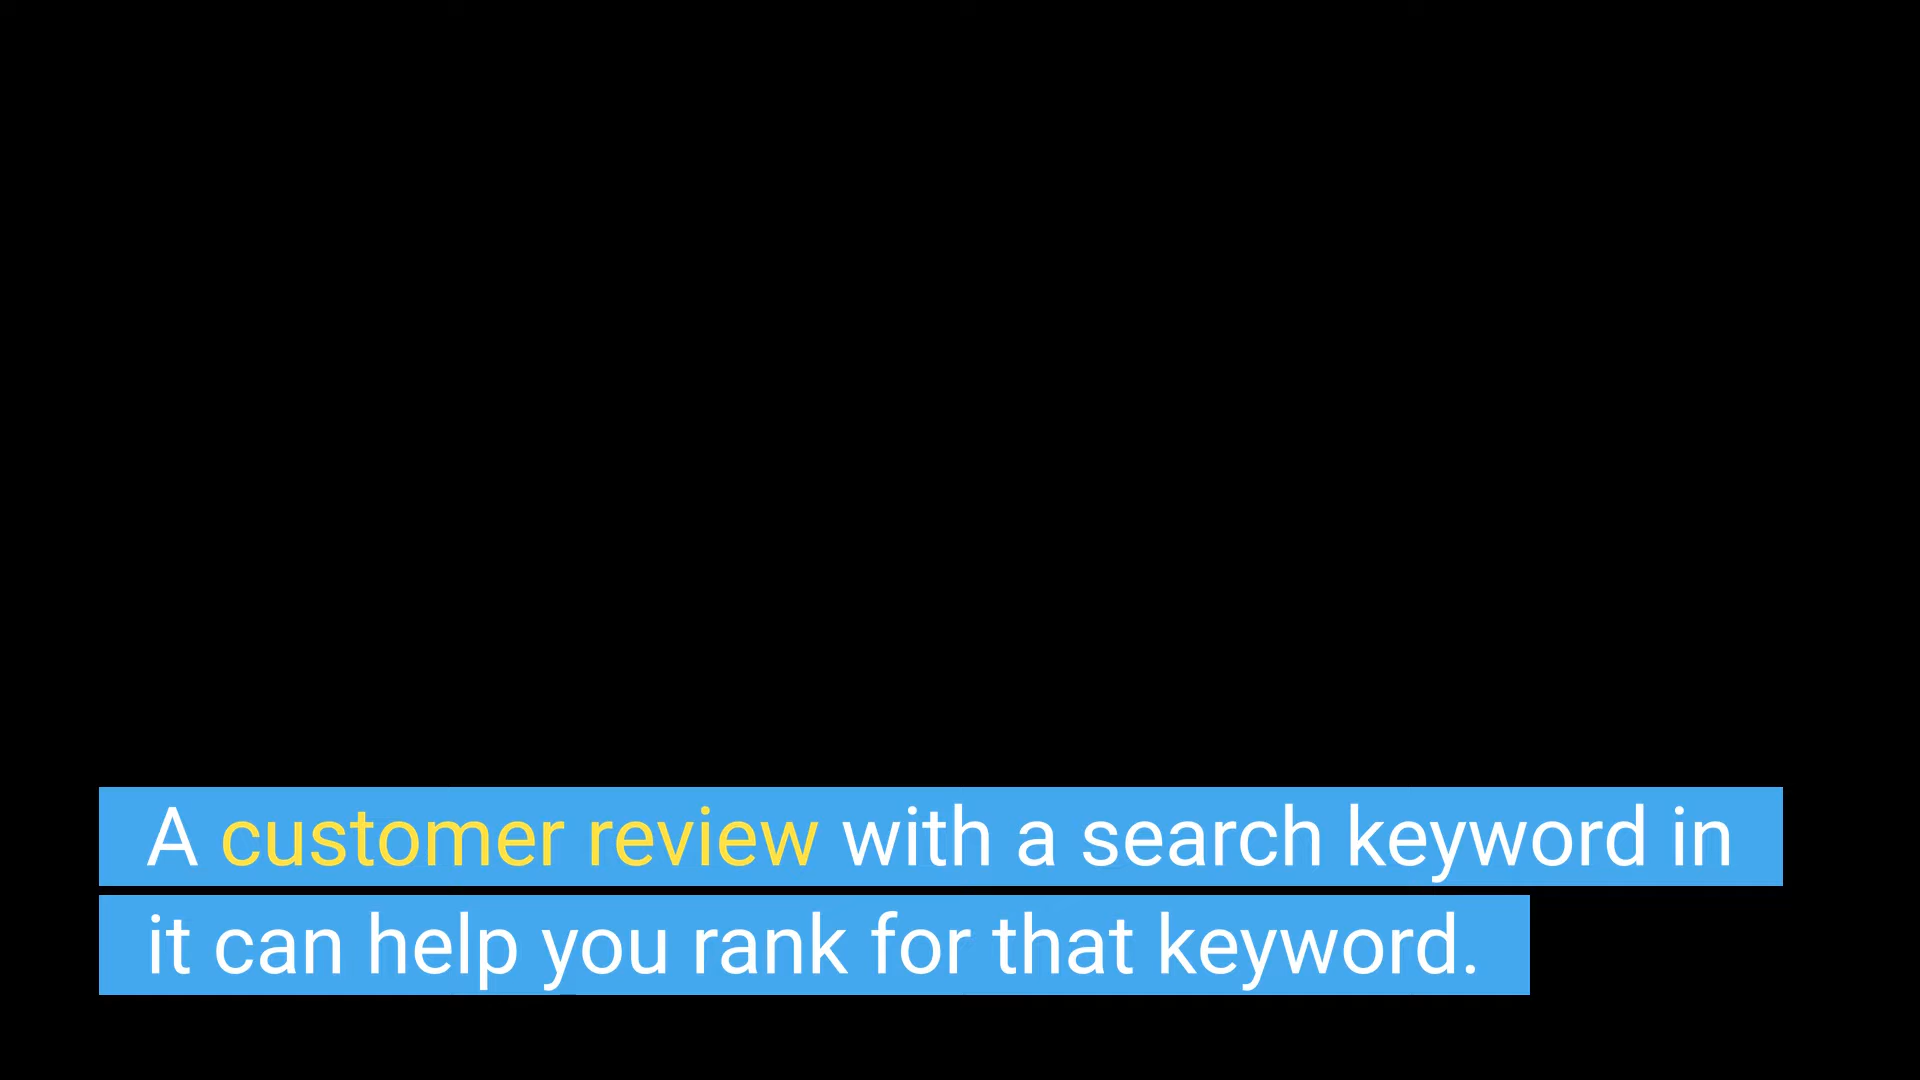 A customer review with a search keyword in
it can help you rank for that keyword.